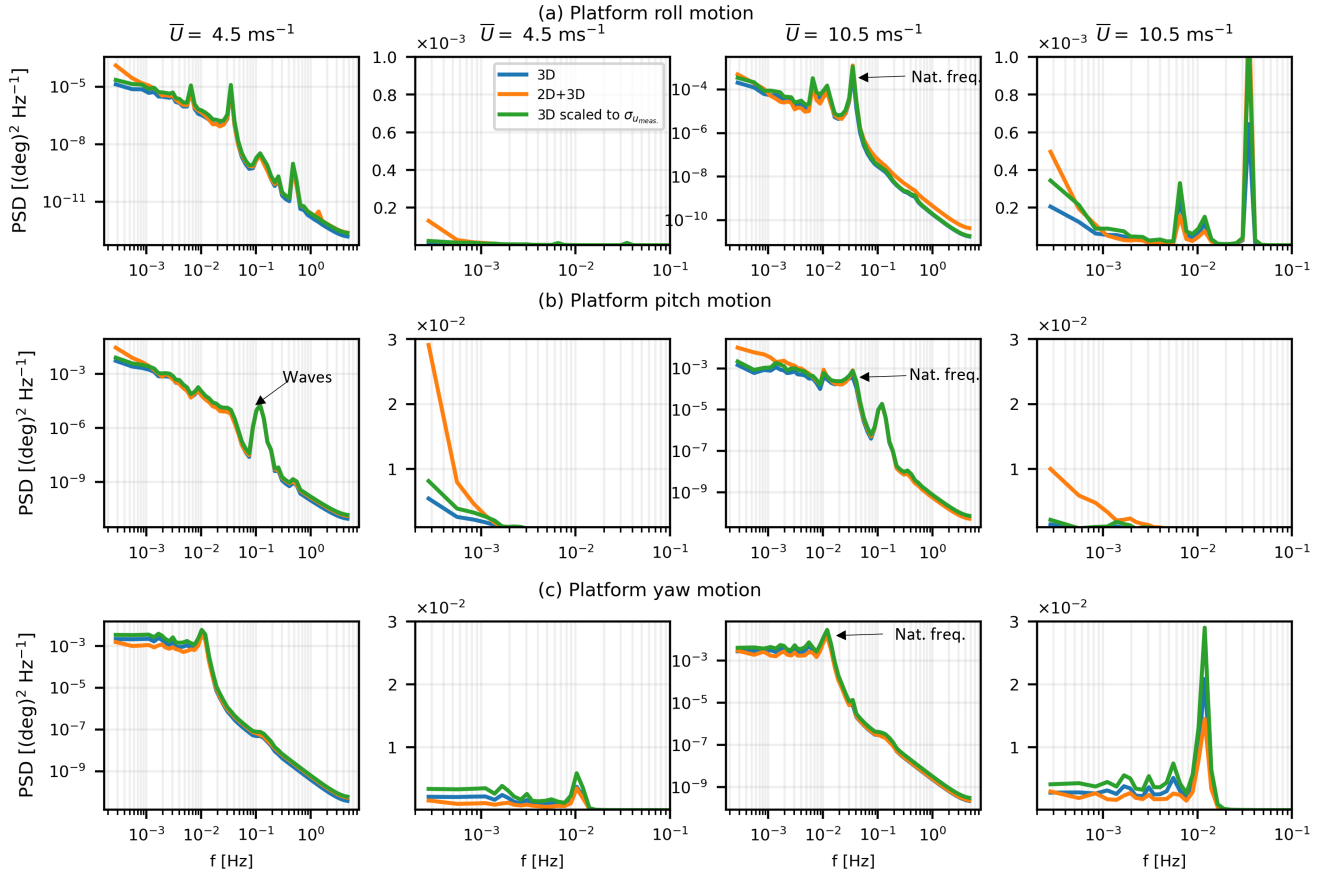 (a) Platform roll motion
U̅ = 4.5 ms⁻¹
U̅ = 4.5 ms⁻¹
U̅ = 10.5 ms⁻¹
U̅ = 10.5 ms⁻¹
×10⁻³
×10⁻³
PSD [(deg)² Hz⁻¹]
10⁻⁵
10⁻⁸
10⁻¹¹
10⁻³ 10⁻² 10⁻¹ 10⁰
1.0
0.8
0.6
0.4
0.2
3D
2D+3D
3D scaled to σ_{u_{meas.}}
10⁻³ 10⁻² 10⁻¹
10⁻⁴
10⁻⁶
10⁻⁸
10⁻¹⁰
Nat. freq.
10⁻³ 10⁻² 10⁻¹ 10⁰
1.0
0.8
0.6
0.4
0.2
10⁻³ 10⁻² 10⁻¹
(b) Platform pitch motion
×10⁻²
×10⁻²
PSD [(deg)² Hz⁻¹]
10⁻³
10⁻⁶
10⁻⁹
Waves
10⁻³ 10⁻² 10⁻¹ 10⁰
3
2
1
10⁻³ 10⁻² 10⁻¹
10⁻³
10⁻⁵
10⁻⁷
10⁻⁹
Nat. freq.
10⁻³ 10⁻² 10⁻¹ 10⁰
3
2
1
10⁻³ 10⁻² 10⁻¹
(c) Platform yaw motion
×10⁻²
×10⁻²
PSD [(deg)² Hz⁻¹]
10⁻³
10⁻⁵
10⁻⁷
10⁻⁹
10⁻³ 10⁻² 10⁻¹ 10⁰
f [Hz]
3
2
1
10⁻³ 10⁻² 10⁻¹
f [Hz]
10⁻³
10⁻⁵
10⁻⁷
10⁻⁹
Nat. freq.
10⁻³ 10⁻² 10⁻¹ 10⁰
f [Hz]
3
2
1
10⁻³ 10⁻² 10⁻¹
f [Hz]